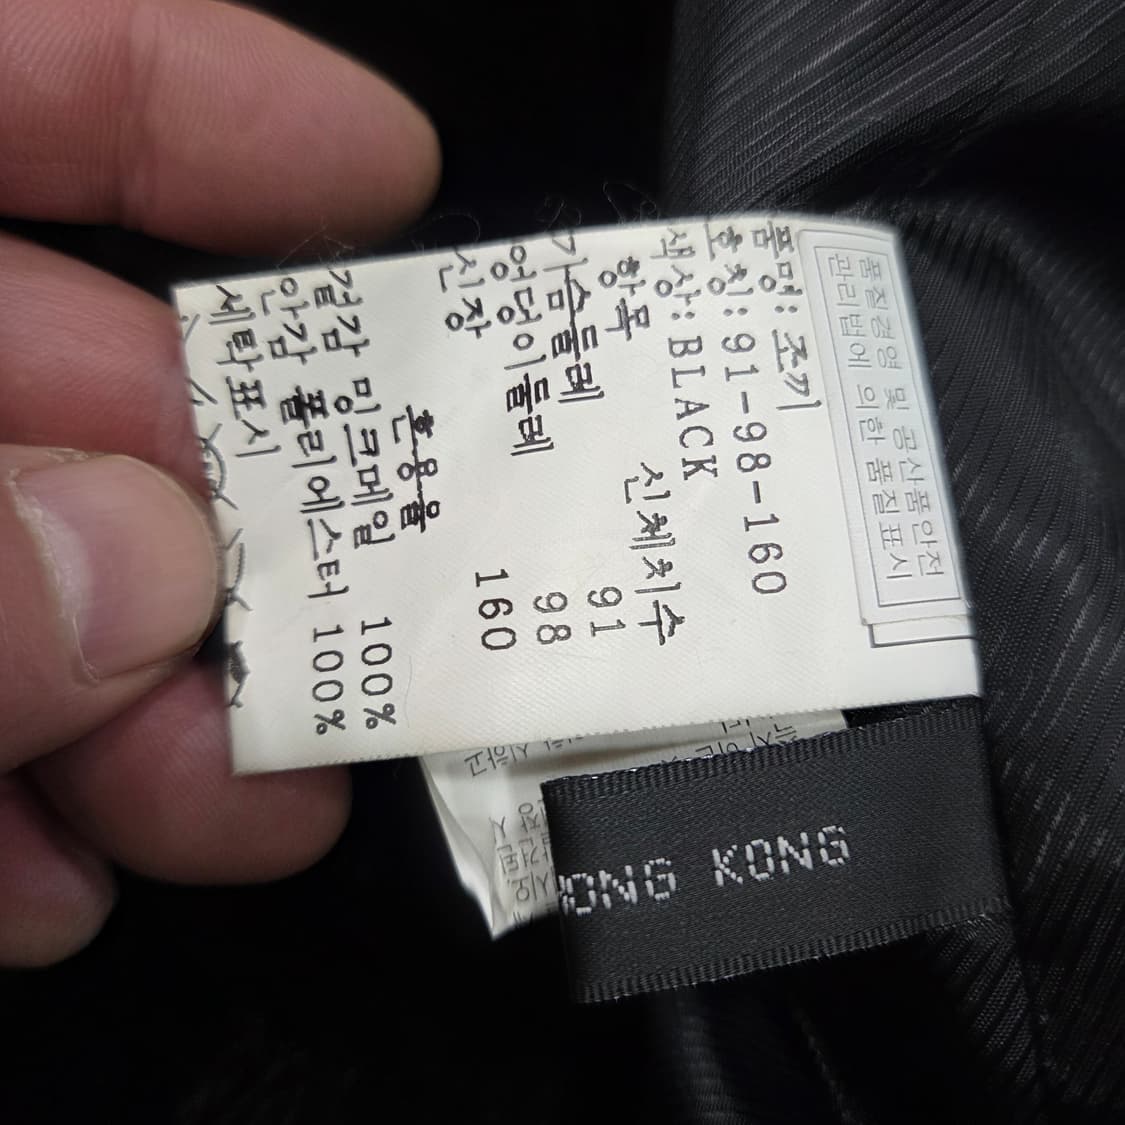 품질경영 및 공산품안전
관리법에 의한 품질표시
품명: 조끼
호칭: 91-98-160
색상: BLACK
항목 신체치수
가슴둘레 91
엉덩이둘레 98
신장 160
혼용율
겉감 밍크메일 100%
안감 폴리에스터 100%
세탁표시
HONG KONG